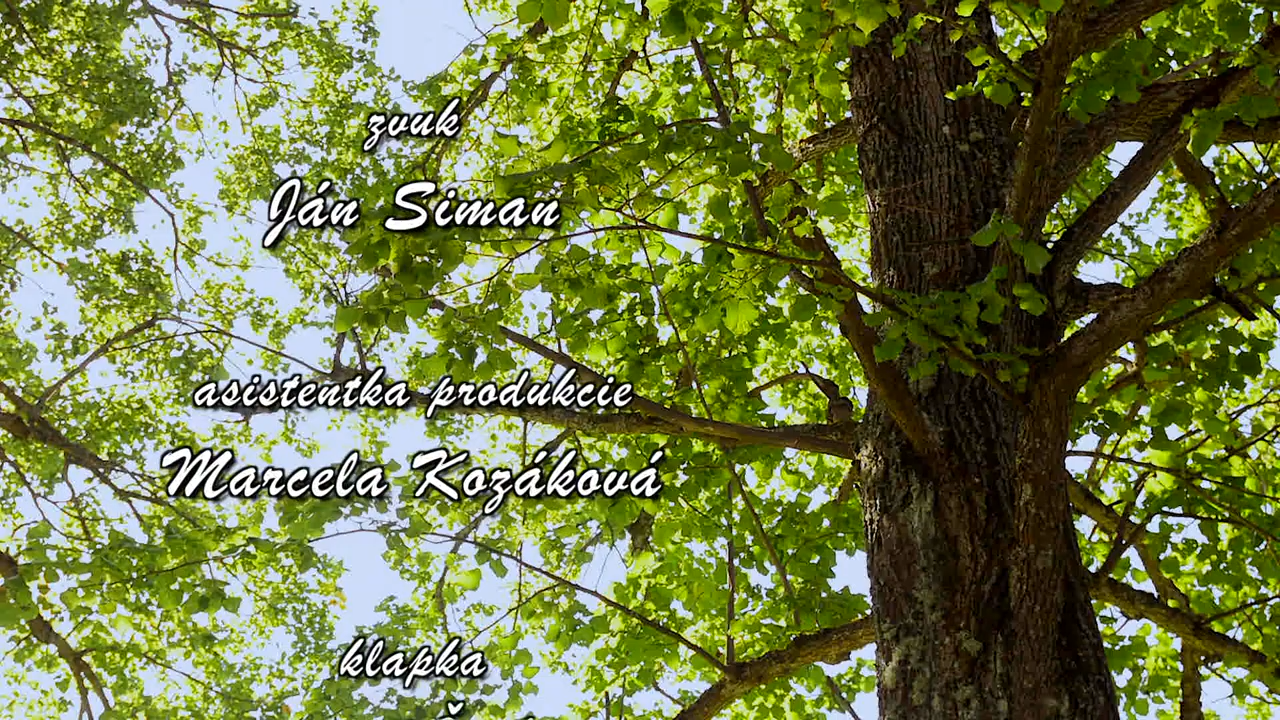 zvuk
Ján Siman
asistentka produkcie
Marcela Kozáková
klapka